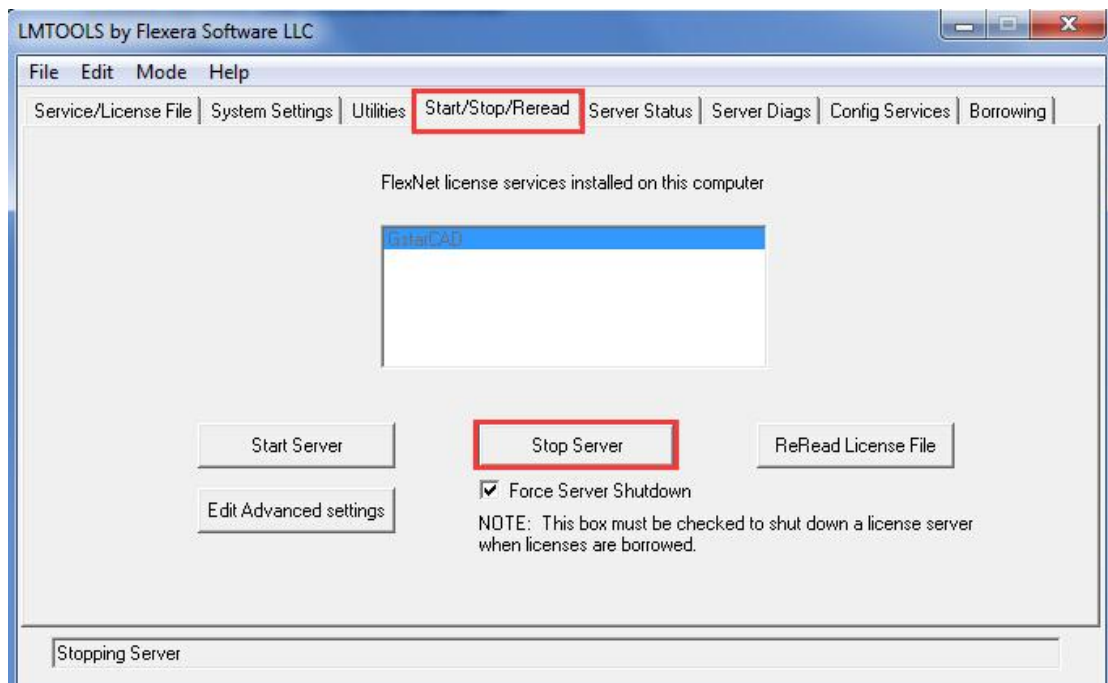 LMTOOLS by Flexera Software LLC
File Edit Mode Help
Service/License File System Settings Utilities Start/Stop/Reread Server Status Server Diags Config Services Borrowing
FlexNet license services installed on this computer
GstarCAD
Start Server Stop Server ReRead License File
Force Server Shutdown
Edit Advanced settings
NOTE: This box must be checked to shut down a license server
when licenses are borrowed.
Stopping Server